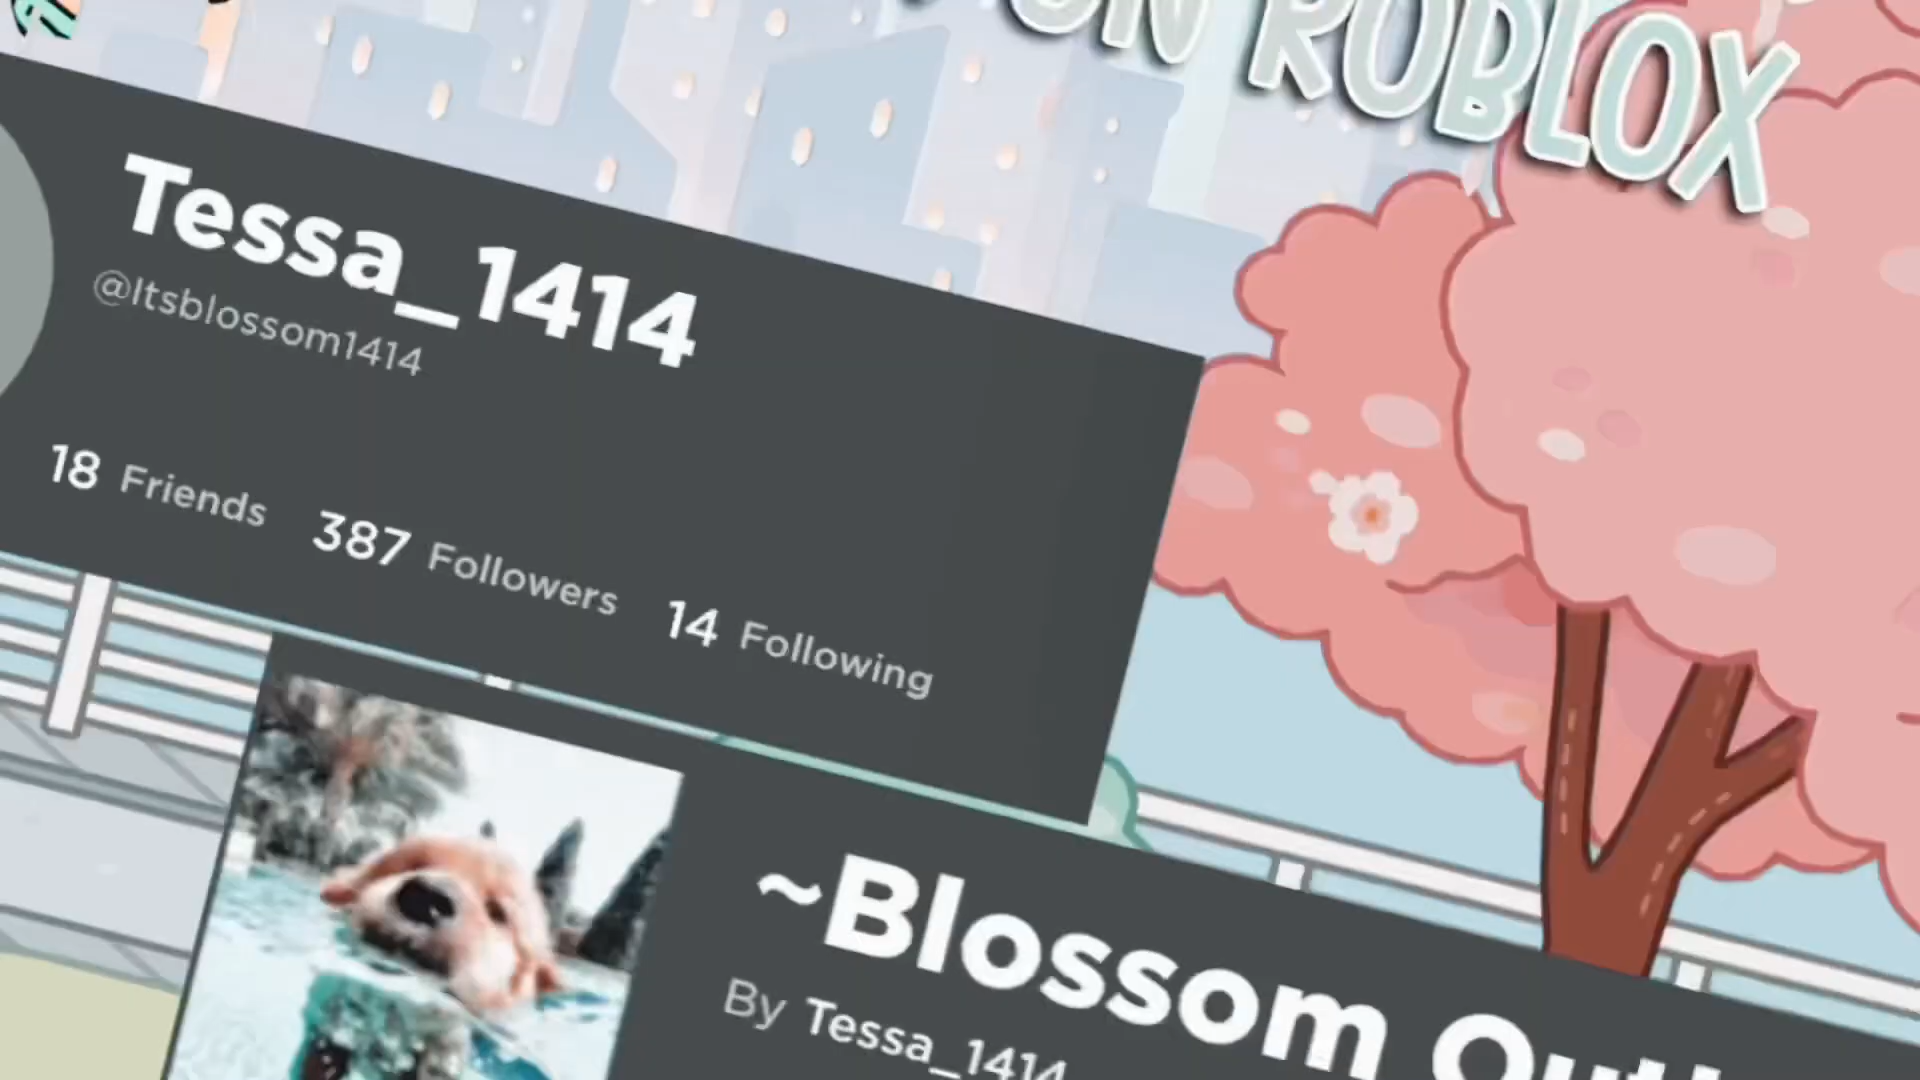 ON ROBLOX
Tessa_1414
@Itsblossom1414
18 Friends 387 Followers 14 Following
~Blossom
By Tessa_1414